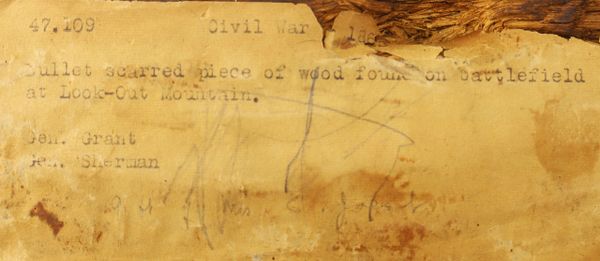 47.109 Civil War
Bullet scarred piece of wood found on battlefield
at Look-Out Mountain.
Gen. Grant
Gen. Sherman